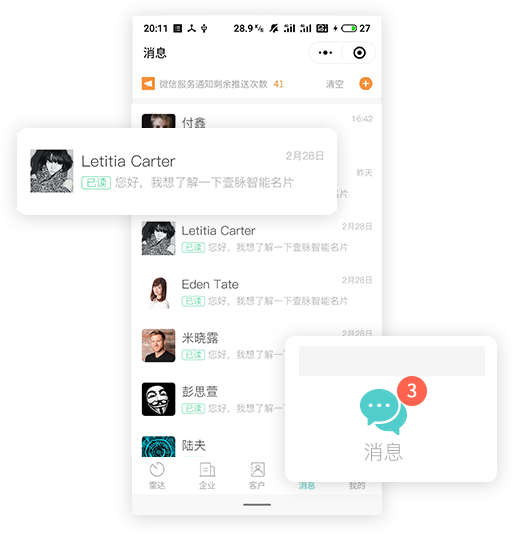 20:11 28.9 K/s 27
消息
微信服务通知剩余推送次数 41 清空
付鑫 16:42
Letitia Carter 2月28日
已读 您好，我想了解一下壹脉智能名片
昨天
名片
Letitia Carter 2月28日
已读 您好，我想了解一下壹脉智能名片
Eden Tate 2月28日
已读 您好，我想了解一下壹脉智能名片
米晓露 2月28日
已读 您好，我想了解一下壹
彭思萱
已读 您好，我想了解一下壹
陆夫
3
消息
雷达 企业 客户 消息 我的